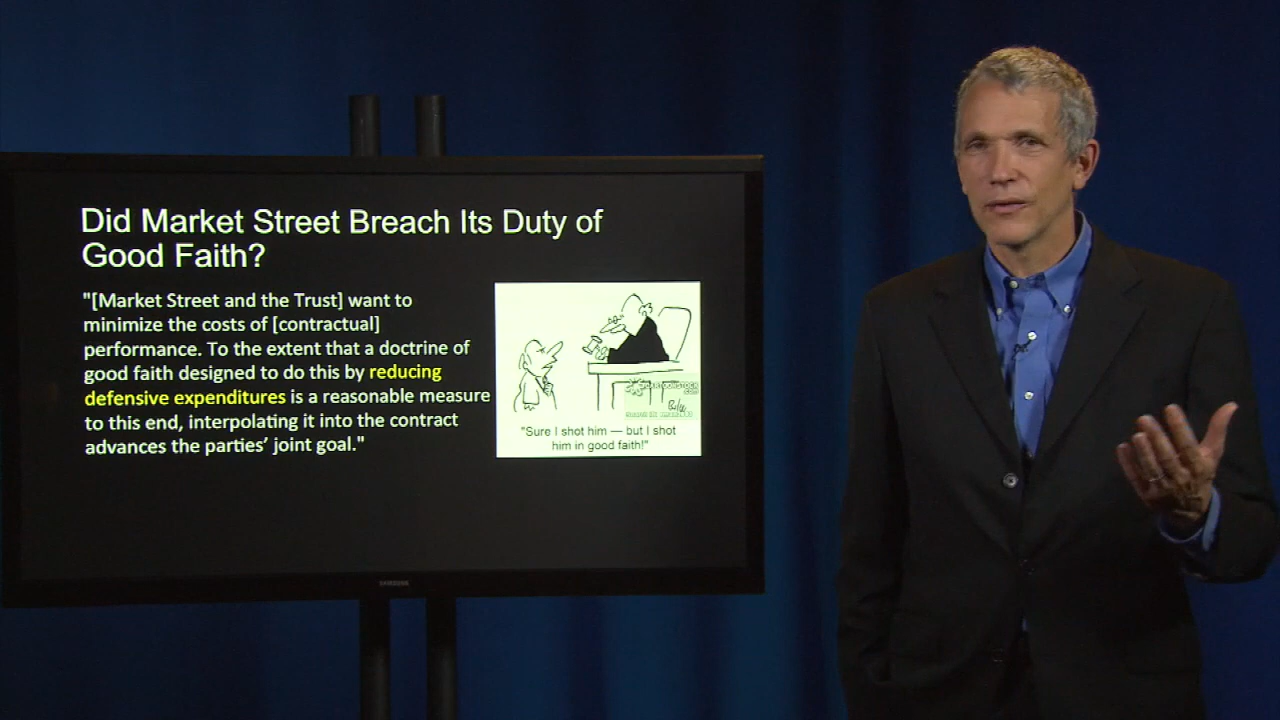 Did Market Street Breach Its Duty of
Good Faith?
"[Market Street and the Trust] want to
minimize the costs of [contractual]
performance. To the extent that a doctrine of
good faith designed to do this by reducing
defensive expenditures is a reasonable measure
to this end, interpolating it into the contract
advances the parties' joint goal."
CARTOONSTOCK
.com
"Sure I shot him — but I shot
him in good faith!"
SAMSUNG